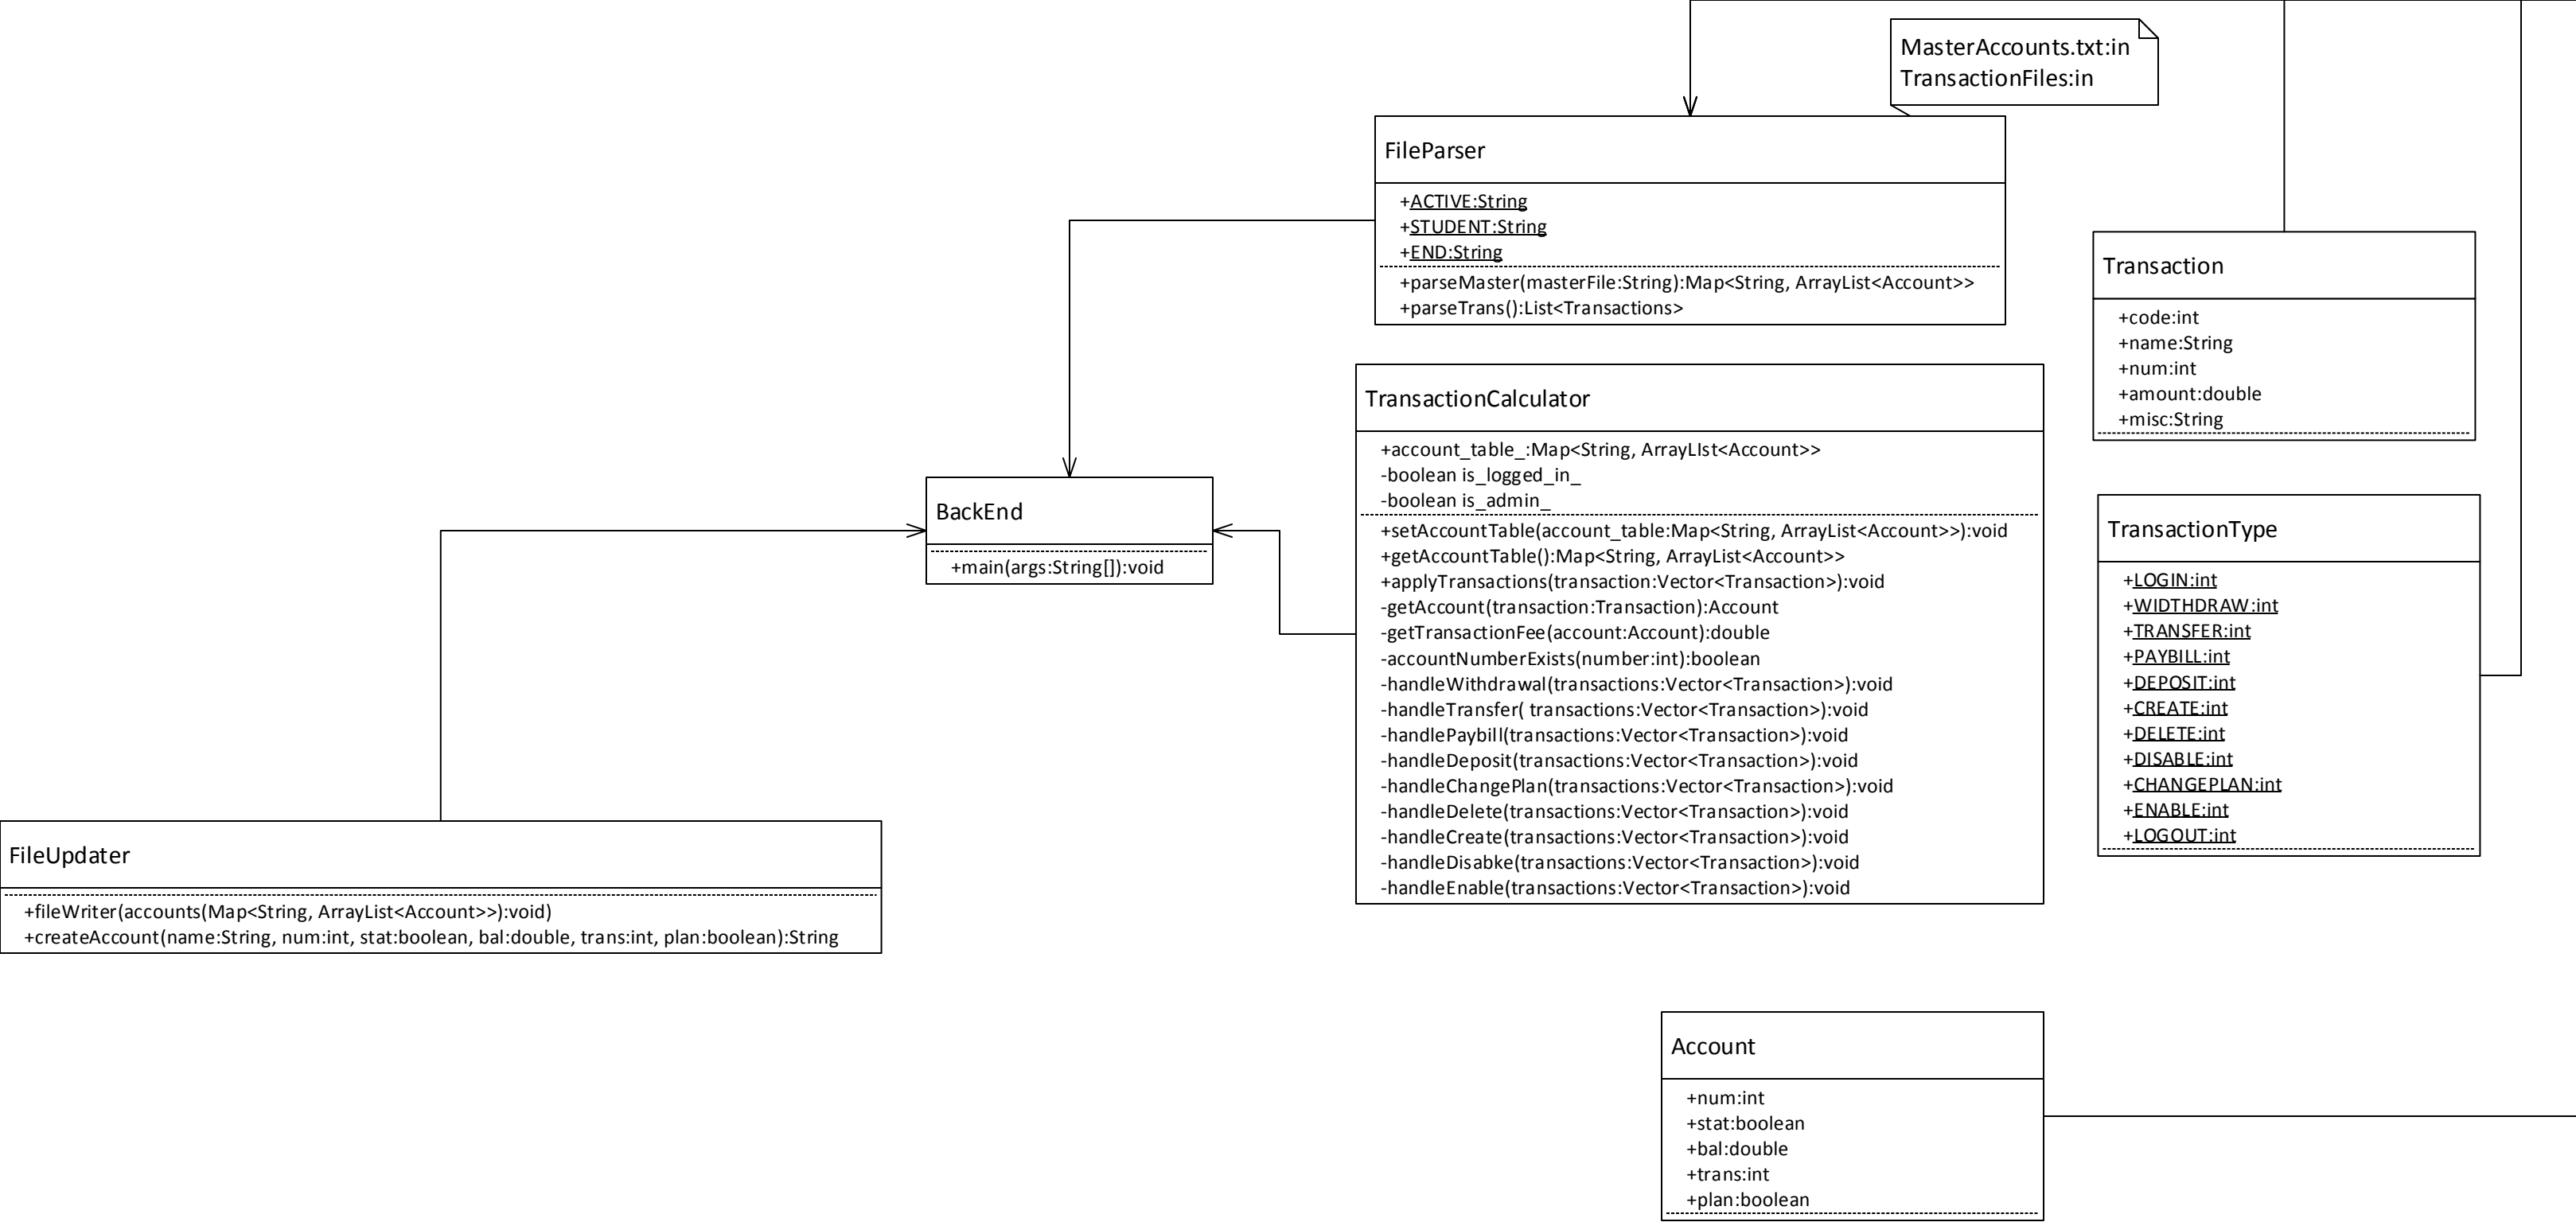 MasterAccounts.txt:in
TransactionFiles:in
FileParser
+ACTIVE:String
+STUDENT:String
+END:String
+parseMaster(masterFile:String):Map<String, ArrayList<Account>>
+parseTrans():List<Transactions>
Transaction
+code:int
+name:String
+num:int
+amount:double
+misc:String
TransactionCalculator
+account_table_:Map<String, ArrayLIst<Account>>
-boolean is_logged_in_
-boolean is_admin_
+setAccountTable(account_table:Map<String, ArrayList<Account>>):void
+getAccountTable():Map<String, ArrayList<Account>>
+applyTransactions(transaction:Vector<Transaction>):void
-getAccount(transaction:Transaction):Account
-getTransactionFee(account:Account):double
-accountNumberExists(number:int):boolean
-handleWithdrawal(transactions:Vector<Transaction>):void
-handleTransfer( transactions:Vector<Transaction>):void
-handlePaybill(transactions:Vector<Transaction>):void
-handleDeposit(transactions:Vector<Transaction>):void
-handleChangePlan(transactions:Vector<Transaction>):void
-handleDelete(transactions:Vector<Transaction>):void
-handleCreate(transactions:Vector<Transaction>):void
-handleDisabke(transactions:Vector<Transaction>):void
-handleEnable(transactions:Vector<Transaction>):void
BackEnd
+main(args:String[]):void
TransactionType
+LOGIN:int
+WIDTHDRAW:int
+TRANSFER:int
+PAYBILL:int
+DEPOSIT:int
+CREATE:int
+DELETE:int
+DISABLE:int
+CHANGEPLAN:int
+ENABLE:int
+LOGOUT:int
FileUpdater
+fileWriter(accounts(Map<String, ArrayList<Account>>):void)
+createAccount(name:String, num:int, stat:boolean, bal:double, trans:int, plan:boolean):String
Account
+num:int
+stat:boolean
+bal:double
+trans:int
+plan:boolean